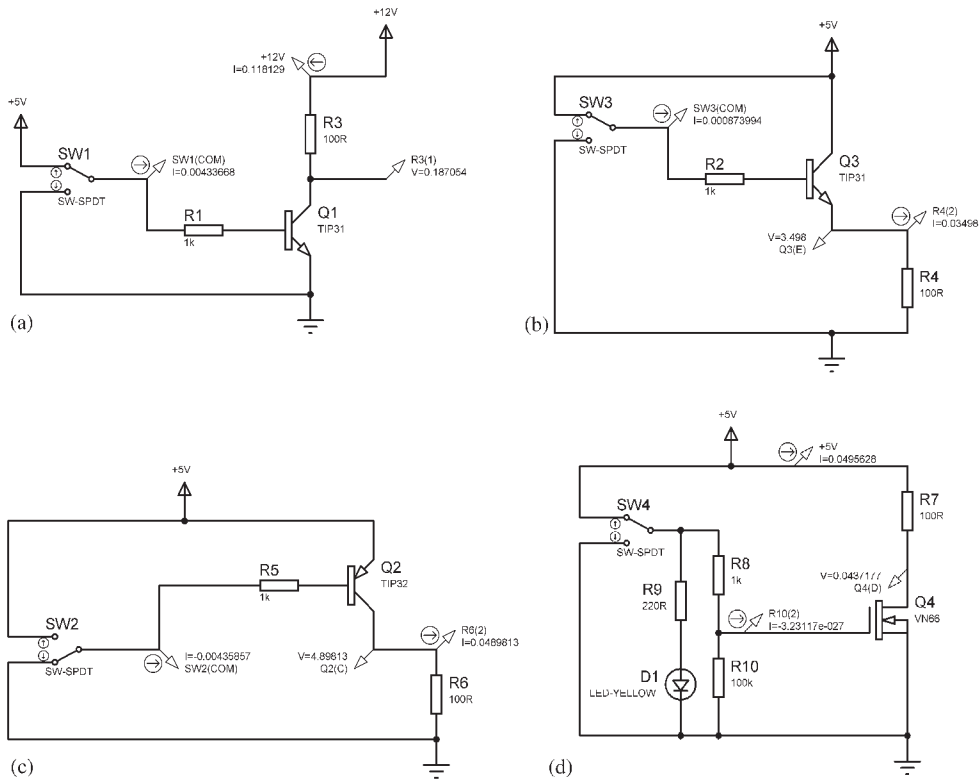 +12V
+12V
I=0.118129
R3
100R
+5V
SW1
SW1(COM)
I=0.00433668
R3(1)
V=0.187054
SW-SPDT
R1
1k
Q1
TIP31
(a)
+5V
SW3
SW3(COM)
I=0.000873994
SW-SPDT
R2
1k
Q3
TIP31
R4(2)
I=0.03498
V=3.498
Q3(E)
R4
100R
(b)
+5V
R5
1k
Q2
TIP32
SW2
SW-SPDT
I=-0.00435857
SW2(COM)
V=4.89813
Q2(C)
R6(2)
I=0.0489813
R6
100R
(c)
+5V
+5V
I=0.0495628
SW4
SW-SPDT
R7
100R
R8
1k
R9
220R
V=0.0437177
Q4(D)
Q4
VN66
R10(2)
I=-3.23117e-027
D1
LED-YELLOW
R10
100k
(d)